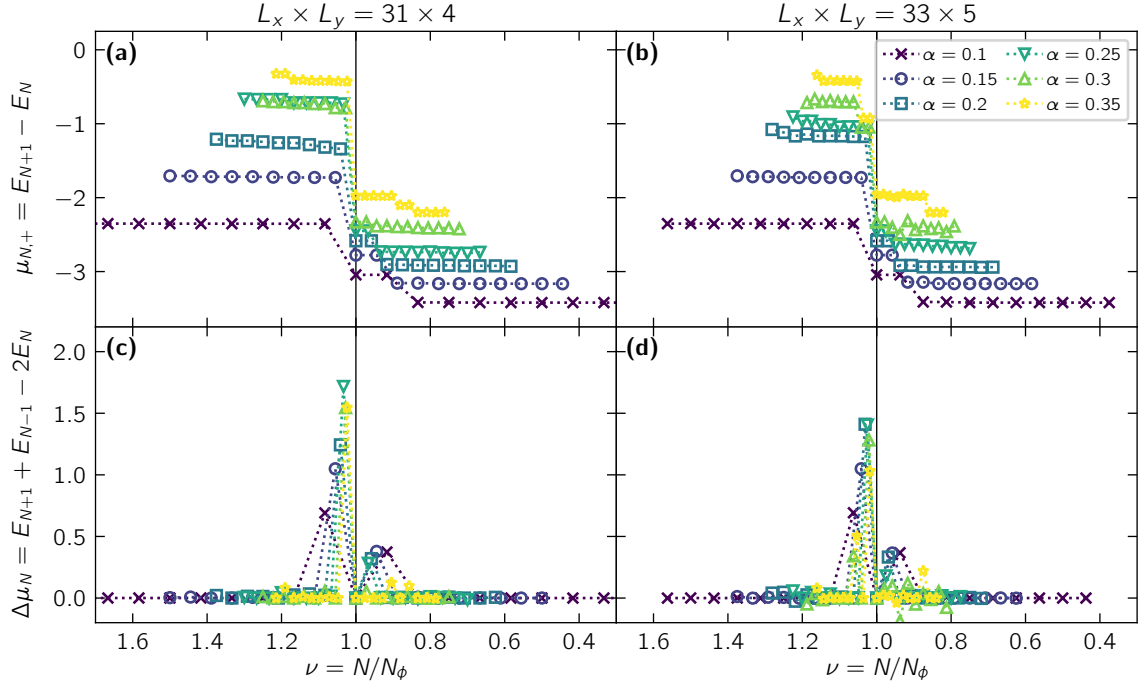 L_x × L_y = 31 × 4
L_x × L_y = 33 × 5
μ_{N,+} = E_{N+1} − E_N
0
−1
−2
−3
(a)
(b)
α = 0.1
α = 0.15
α = 0.2
α = 0.25
α = 0.3
α = 0.35
Δμ_N = E_{N+1} + E_{N−1} − 2E_N
2.0
1.5
1.0
0.5
0.0
(c)
(d)
1.6 1.4 1.2 1.0 0.8 0.6 0.4
1.6 1.4 1.2 1.0 0.8 0.6 0.4
ν = N/N_ϕ
ν = N/N_ϕ